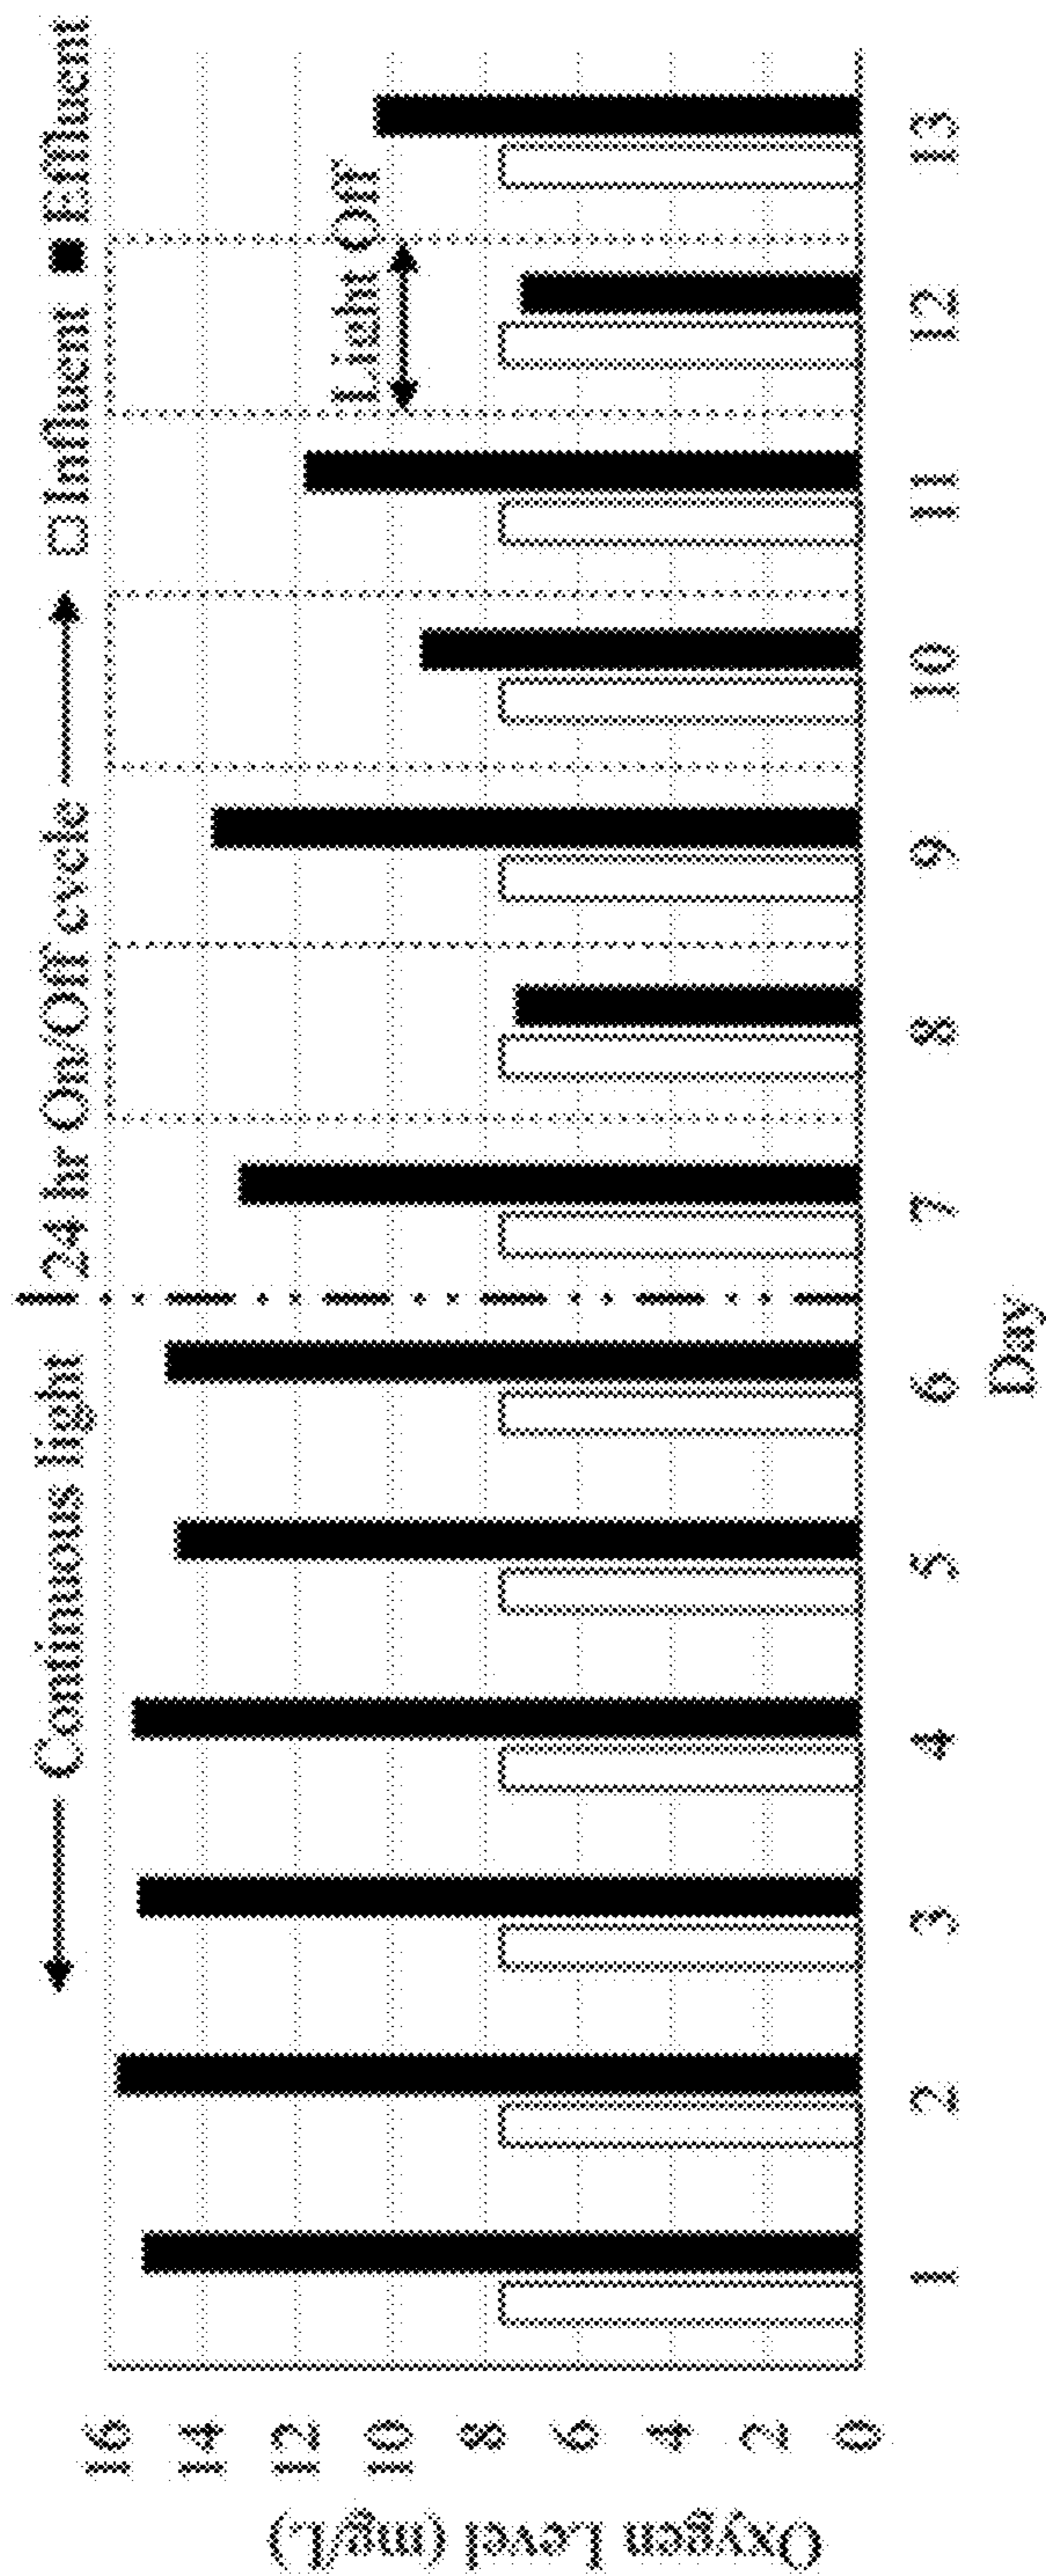 Continuous light
24 hr On/Off cycle
Influent
Effluent
Light Off
Oxygen Level (mg/L)
16
14
12
10
8
6
4
2
0
1 2 3 4 5 6 7 8 9 10 11 12 13
Day